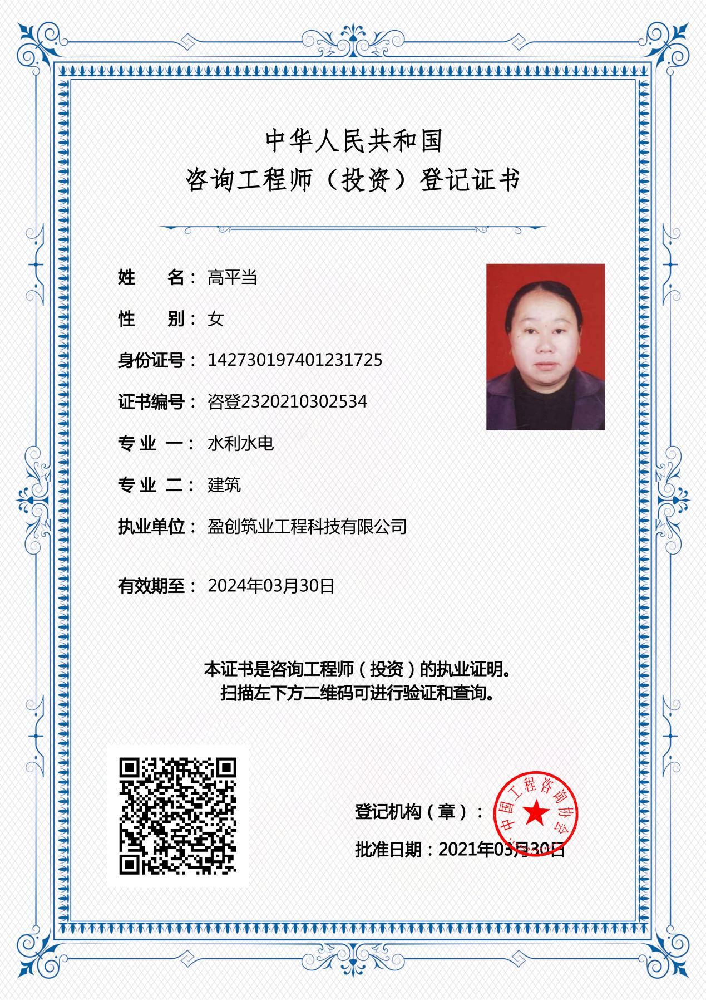 中华人民共和国
咨询工程师（投资）登记证书
姓 名： 高平当
性 别： 女
身份证号： 142730197401231725
证书编号： 咨登2320210302534
专 业 一： 水利水电
专 业 二： 建筑
执业单位： 盈创筑业工程科技有限公司
有效期至： 2024年03月30日
本证书是咨询工程师（投资）的执业证明。
扫描左下方二维码可进行验证和查询。
登记机构（章）：
中国工程咨询协会
批准日期：2021年03月30日